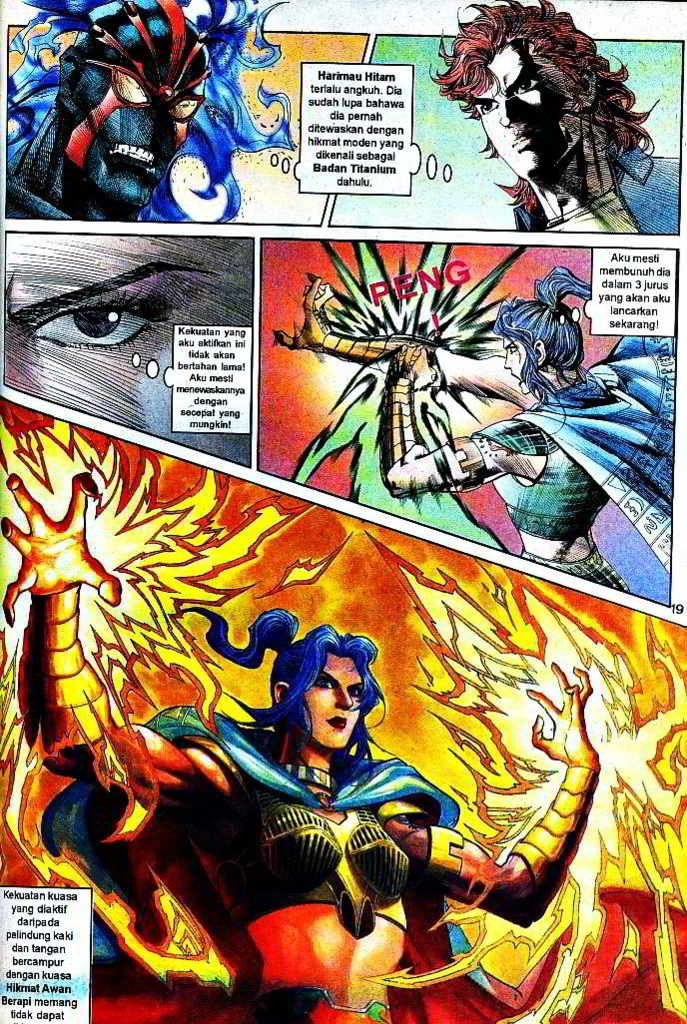 Harimau Hitam
terlalu angkuh. Dia
sudah lupa bahawa
dia pernah
ditewaskan dengan
hikmat moden yang
dikenali sebagai
Badan Titanium
dahulu.
Kekuatan yang
aku aktifkan ini
tidak akan
bertahan lama!
Aku mesti
menewaskannya
dengan
secepat yang
mungkin!
PENG
!
Aku mesti
membunuh dia
dalam 3 jurus
yang akan aku
lancarkan
sekarang!
19
Kekuatan kuasa
yang diaktif
daripada
pelindung kaki
dan tangan
bercampur
dengan kuasa
Hikmat Awan
Berapi memang
tidak dapat